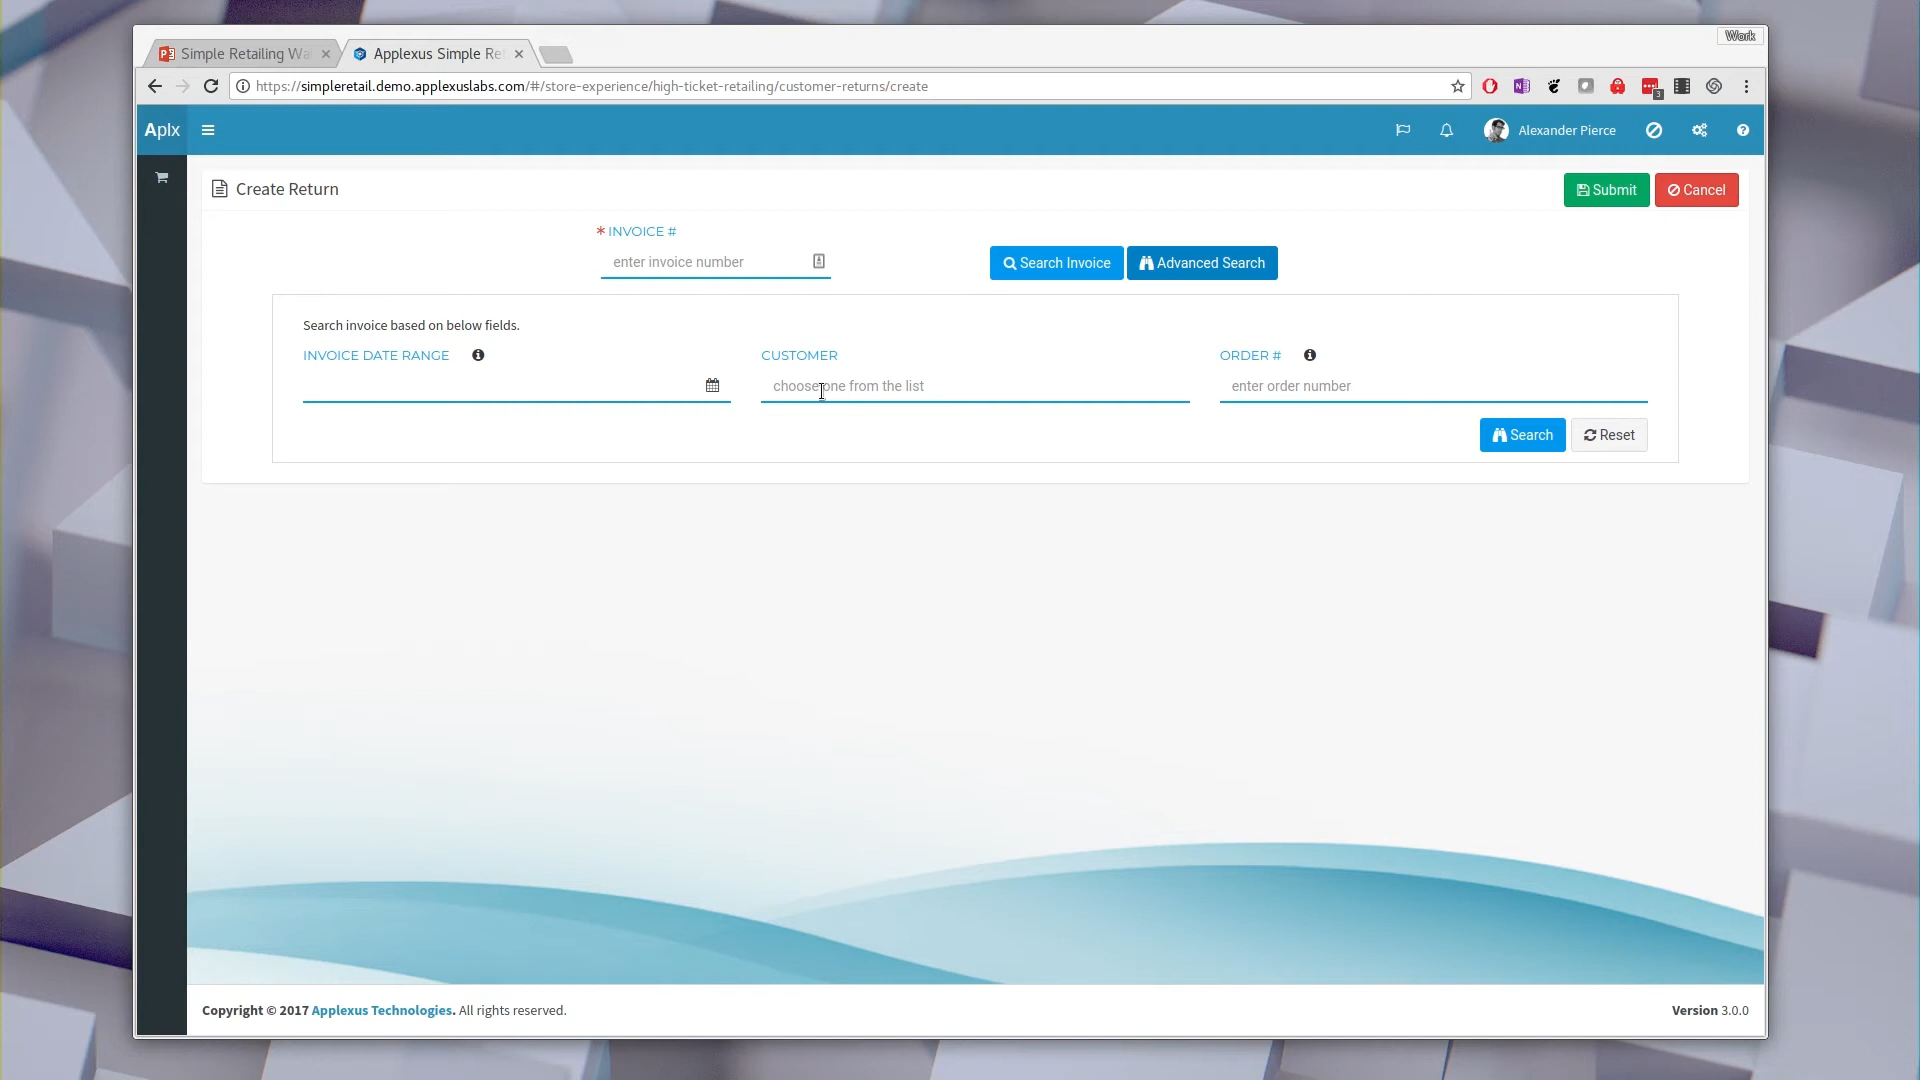 Work
Simple Retailing Wa
Applexus Simple Re
https://simpleretail.demo.applexuslabs.com/#/store-experience/high-ticket-retailing/customer-returns/create
3
Aplx
Alexander Pierce
Create Return
Submit
Cancel
* INVOICE #
enter invoice number
Search Invoice
Advanced Search
Search invoice based on below fields.
INVOICE DATE RANGE
CUSTOMER
ORDER #
choose one from the list
enter order number
Search
Reset
Copyright © 2017 Applexus Technologies. All rights reserved.
Version 3.0.0